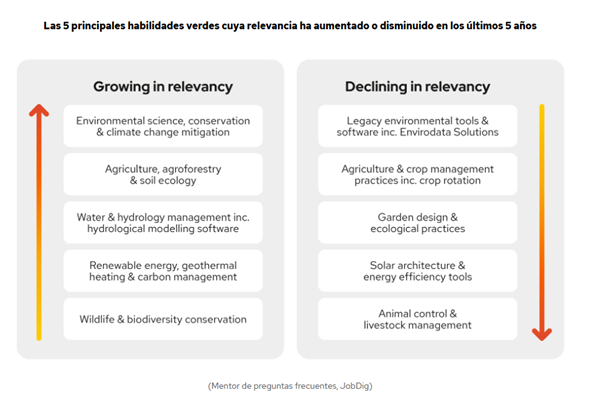 Las 5 principales habilidades verdes cuya relevancia ha aumentado o disminuido en los últimos 5 años
Growing in relevancy
Environmental science, conservation
& climate change mitigation
Agriculture, agroforestry
& soil ecology
Water & hydrology management inc.
hydrological modelling software
Renewable energy, geothermal
heating & carbon management
Wildlife & biodiversity conservation
Declining in relevancy
Legacy environmental tools &
software inc. Envirodata Solutions
Agriculture & crop management
practices inc. crop rotation
Garden design &
ecological practices
Solar architecture &
energy efficiency tools
Animal control &
livestock management
(Mentor de preguntas frecuentes, JobDig)